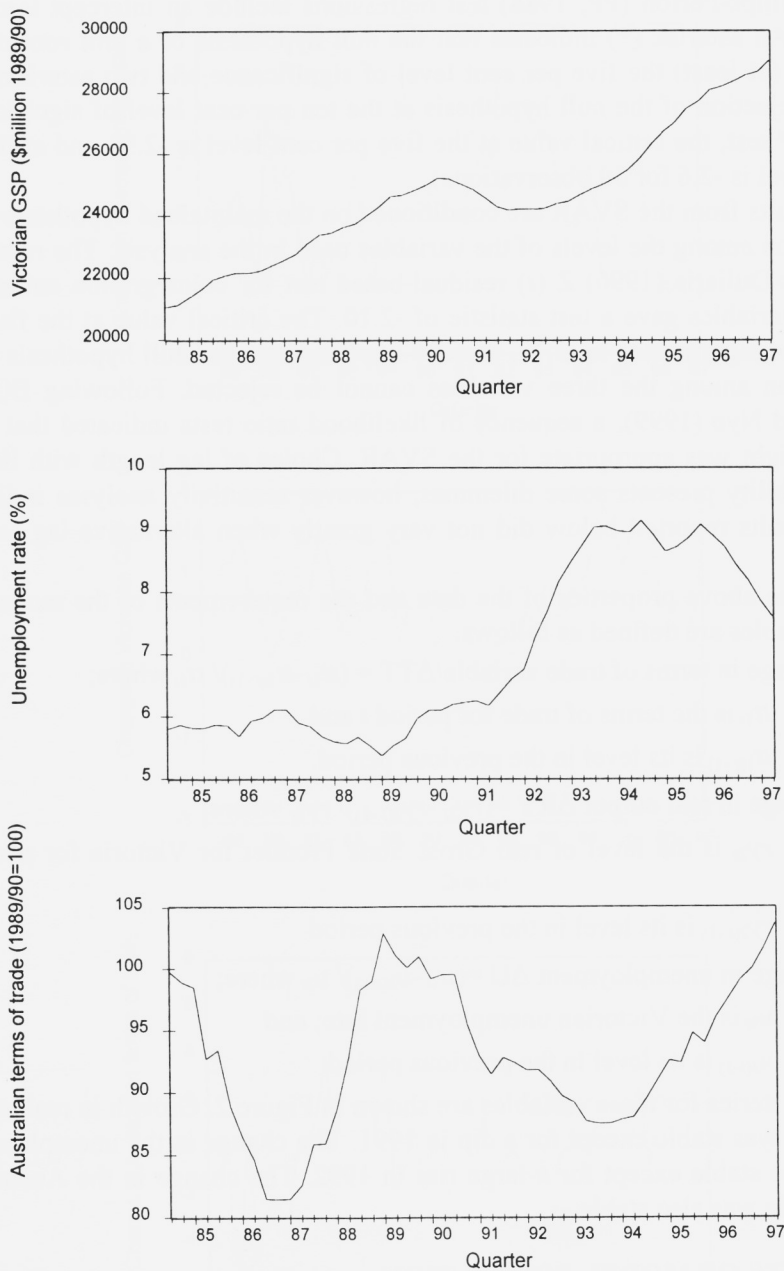 Victorian GSP ($million 1989/90)
30000
28000
26000
24000
22000
20000
85 86 87 88 89 90 91 92 93 94 95 96 97
Quarter
Unemployment rate (%)
10
9
8
7
6
5
85 86 87 88 89 90 91 92 93 94 95 96 97
Quarter
Australian terms of trade (1989/90=100)
105
100
95
90
85
80
85 86 87 88 89 90 91 92 93 94 95 96 97
Quarter